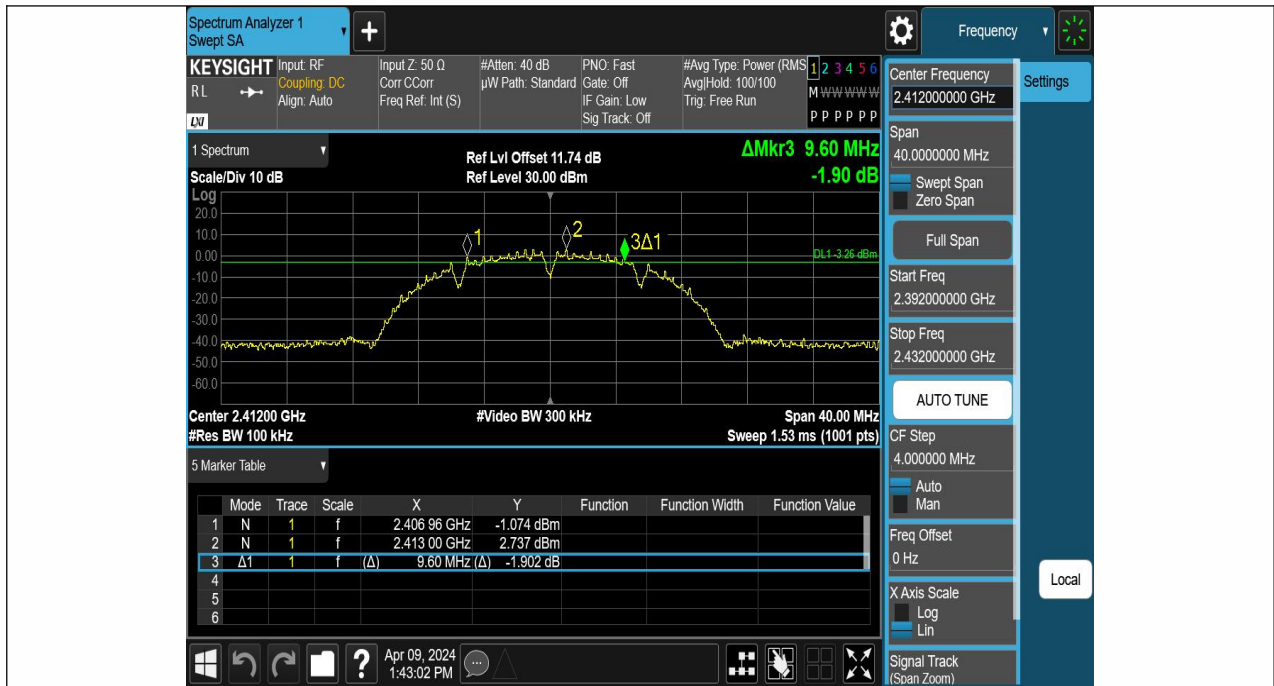 Spectrum Analyzer 1
Swept SA
+
Frequency
KEYSIGHT
RL
LXI
Input: RF
Coupling: DC
Align: Auto
Input Z: 50 Ω
Corr CCorr
Freq Ref: Int (S)
#Atten: 40 dB
µW Path: Standard
PNO: Fast
Gate: Off
IF Gain: Low
Sig Track: Off
#Avg Type: Power (RMS
Avg|Hold: 100/100
Trig: Free Run
1 2 3 4 5 6
M W W W W W
P P P P P P
1 Spectrum
Scale/Div 10 dB
Ref Lvl Offset 11.74 dB
Ref Level 30.00 dBm
ΔMkr3 9.60 MHz
-1.90 dB
Log
20.0
10.0
0.00
-10.0
-20.0
-30.0
-40.0
-50.0
-60.0
1
2
3Δ1
DL1 -3.26 dBm
Center 2.41200 GHz
#Video BW 300 kHz
Span 40.00 MHz
#Res BW 100 kHz
Sweep 1.53 ms (1001 pts)
5 Marker Table
Mode Trace Scale X Y Function Function Width Function Value
1 N 1 f 2.406 96 GHz -1.074 dBm
2 N 1 f 2.413 00 GHz 2.737 dBm
3 Δ1 1 f (Δ) 9.60 MHz (Δ) -1.902 dB
4
5
6
?
Apr 09, 2024
1:43:02 PM
Center Frequency
2.412000000 GHz
Settings
Span
40.0000000 MHz
Swept Span
Zero Span
Full Span
Start Freq
2.392000000 GHz
Stop Freq
2.432000000 GHz
AUTO TUNE
CF Step
4.000000 MHz
Auto
Man
Freq Offset
0 Hz
Local
X Axis Scale
Log
Lin
Signal Track
(Span Zoom)